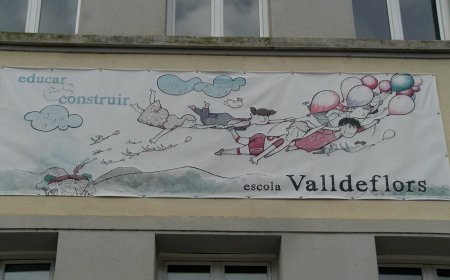 educar
és construir
escola Valldeflors